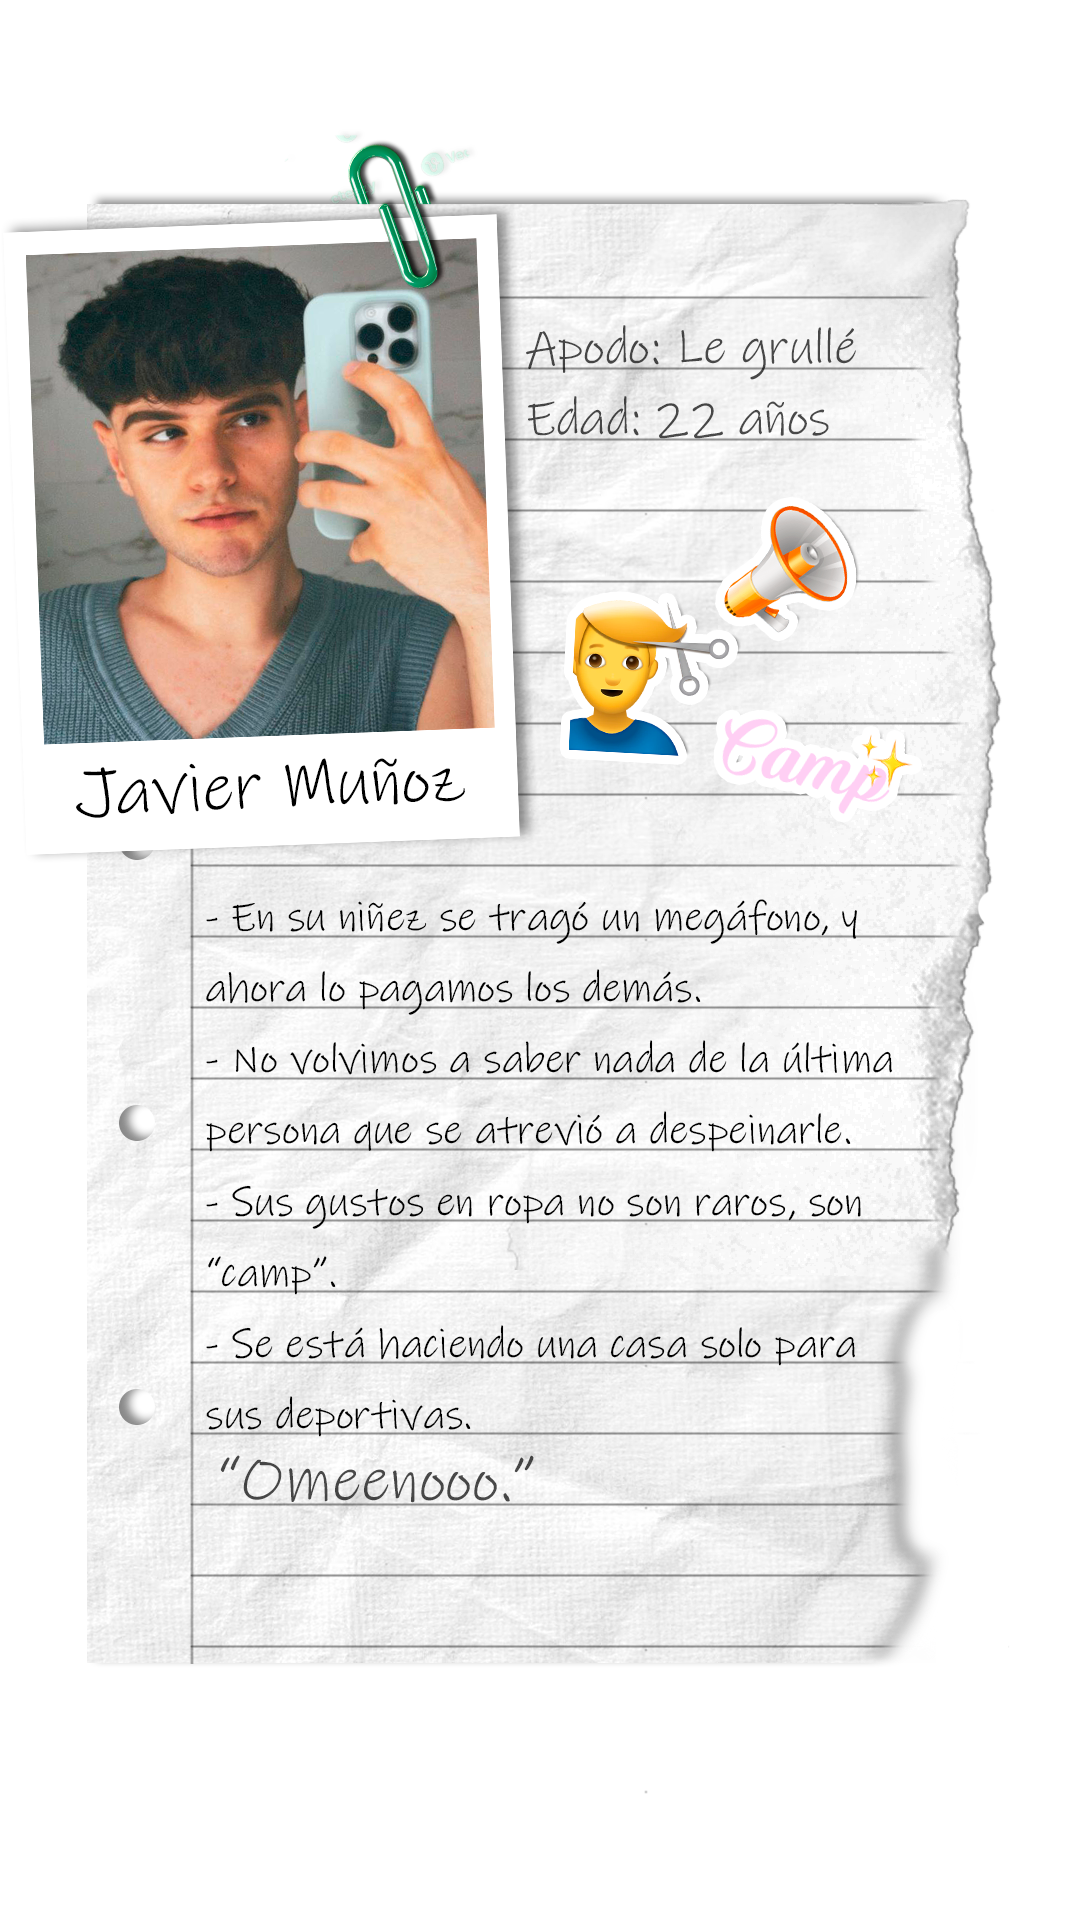 Apodo: Le grullé
Edad: 22 años
Camp
Javier Muñoz
- En su niñez se tragó un megáfono, y
ahora lo pagamos los demás.
- No volvimos a saber nada de la última
persona que se atrevió a despeinarle.
- Sus gustos en ropa no son raros, son
“camp”.
- Se está haciendo una casa solo para
sus deportivas.
“Omeenooo.”